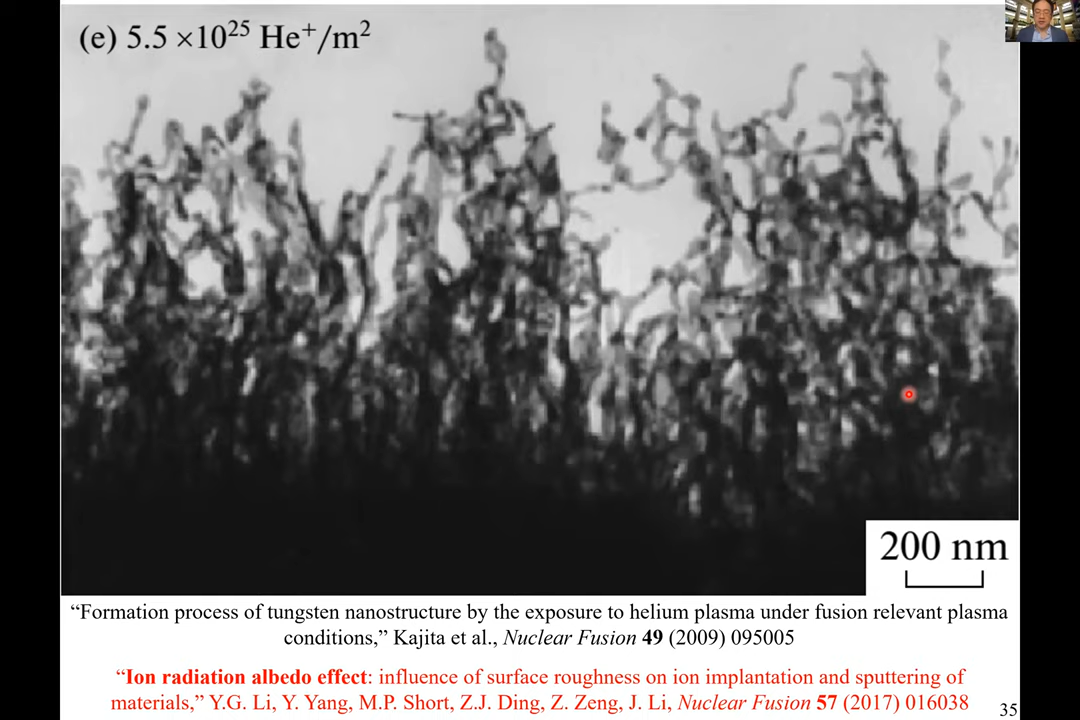 (e) 5.5 ×10²⁵ He⁺/m²
200 nm
“Formation process of tungsten nanostructure by the exposure to helium plasma under fusion relevant plasma
conditions,” Kajita et al., Nuclear Fusion 49 (2009) 095005
“Ion radiation albedo effect: influence of surface roughness on ion implantation and sputtering of
materials,” Y.G. Li, Y. Yang, M.P. Short, Z.J. Ding, Z. Zeng, J. Li, Nuclear Fusion 57 (2017) 016038
35